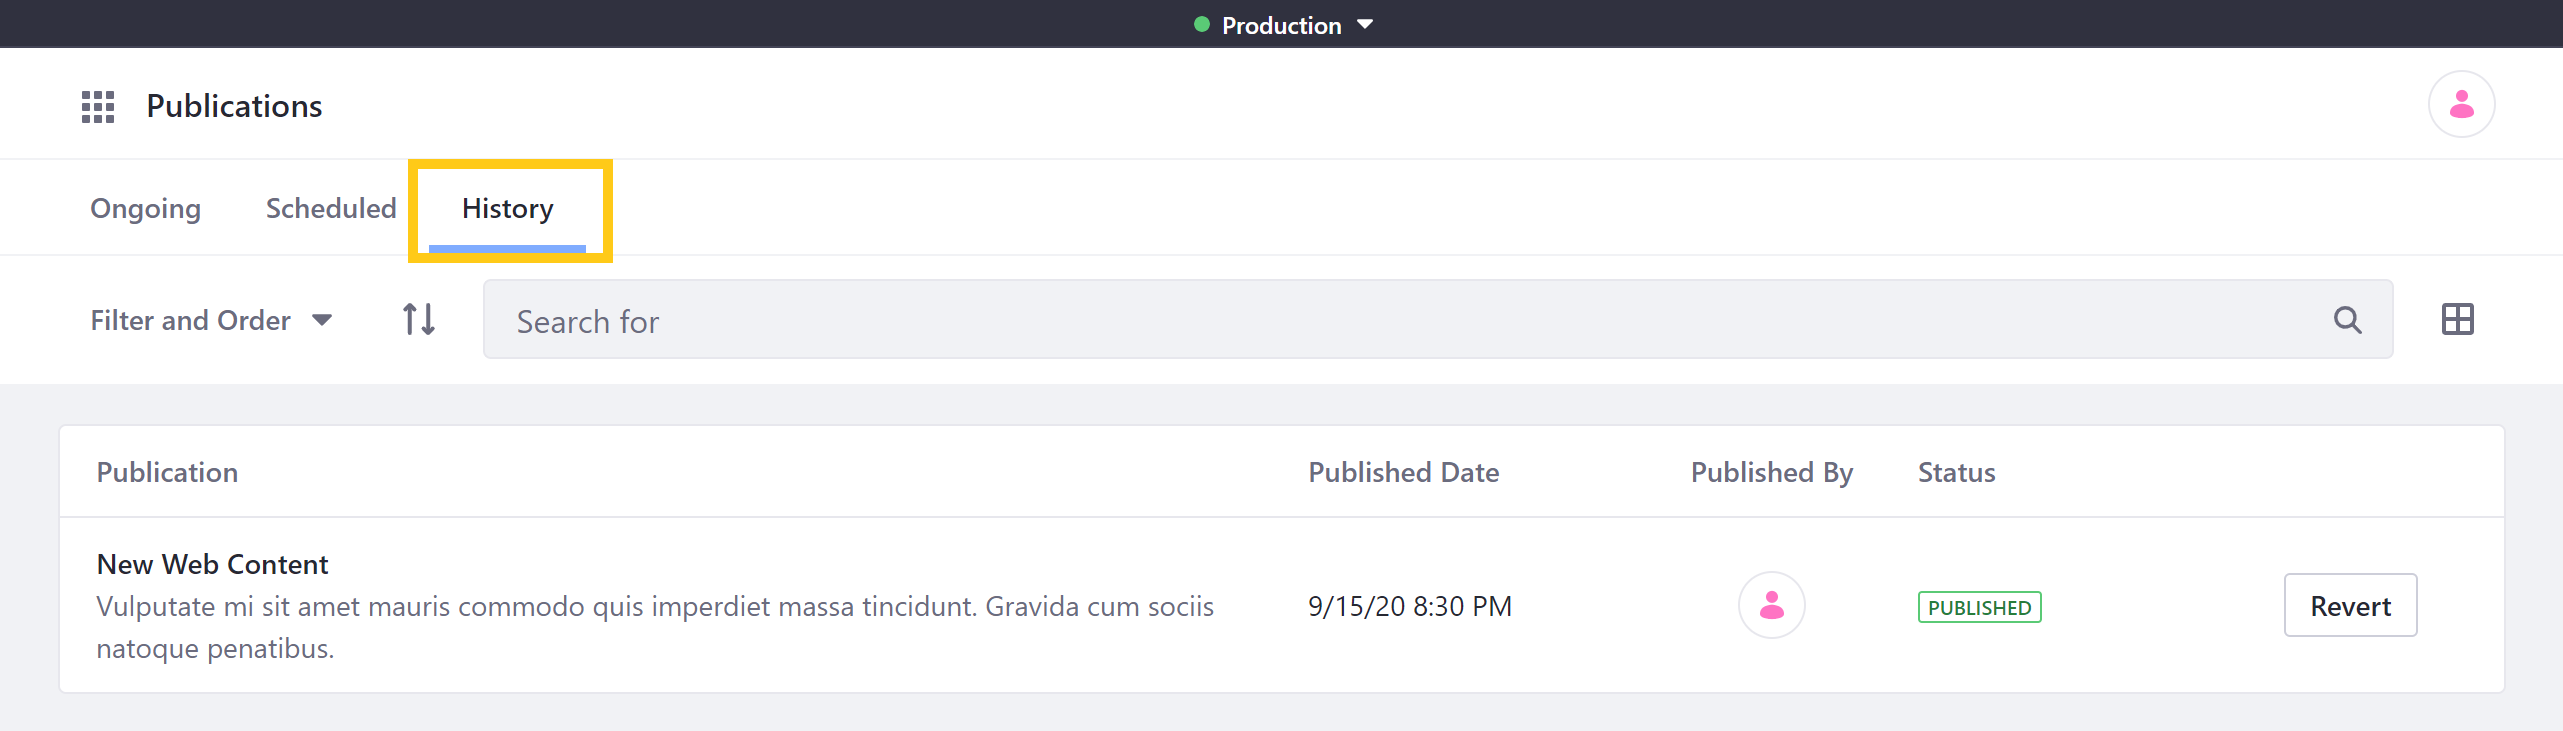 Production
Publications
Ongoing Scheduled History
Filter and Order Search for
Publication Published Date Published By Status
New Web Content
Vulputate mi sit amet mauris commodo quis imperdiet massa tincidunt. Gravida cum sociis
natoque penatibus.
9/15/20 8:30 PM PUBLISHED Revert